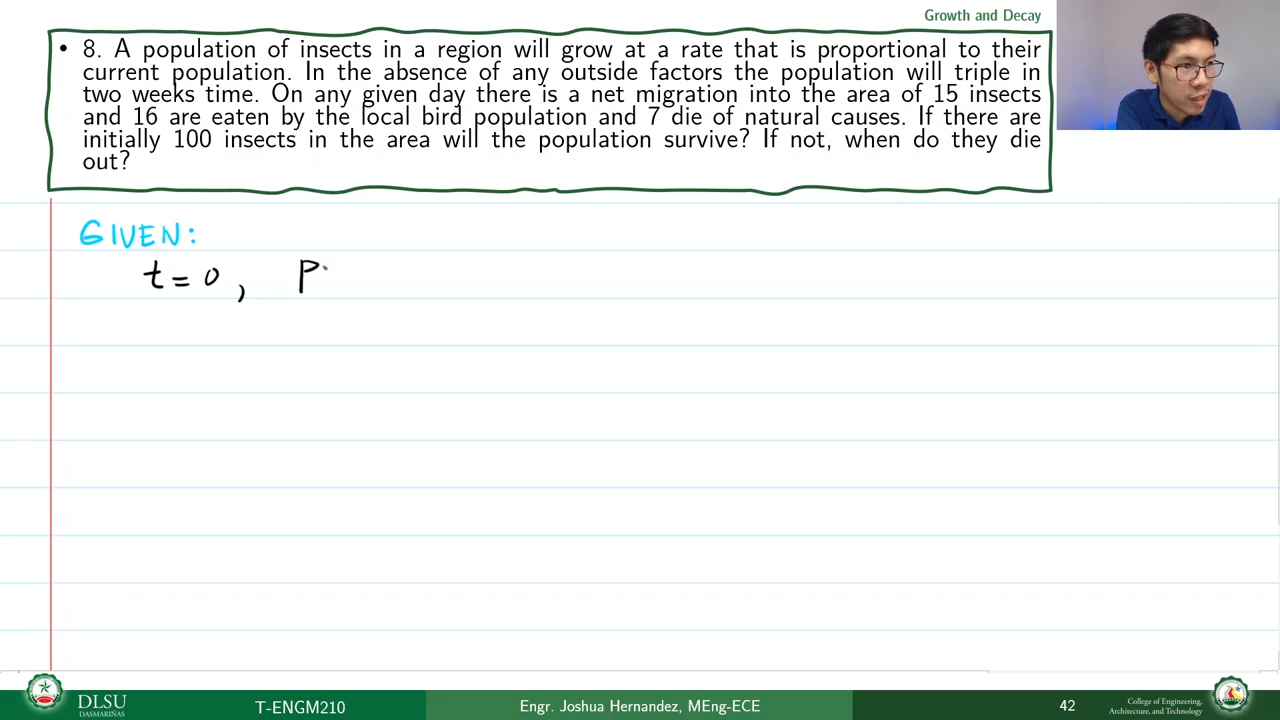 Growth and Decay
• 8. A population of insects in a region will grow at a rate that is proportional to their
current population. In the absence of any outside factors the population will triple in
two weeks time. On any given day there is a net migration into the area of 15 insects
and 16 are eaten by the local bird population and 7 die of natural causes. If there are
initially 100 insects in the area will the population survive? If not, when do they die
out?
GIVEN:
t = 0 , P
DLSU
DASMARIÑAS
T-ENGM210
Engr. Joshua Hernandez, MEng-ECE
42
College of Engineering,
Architecture, and Technology